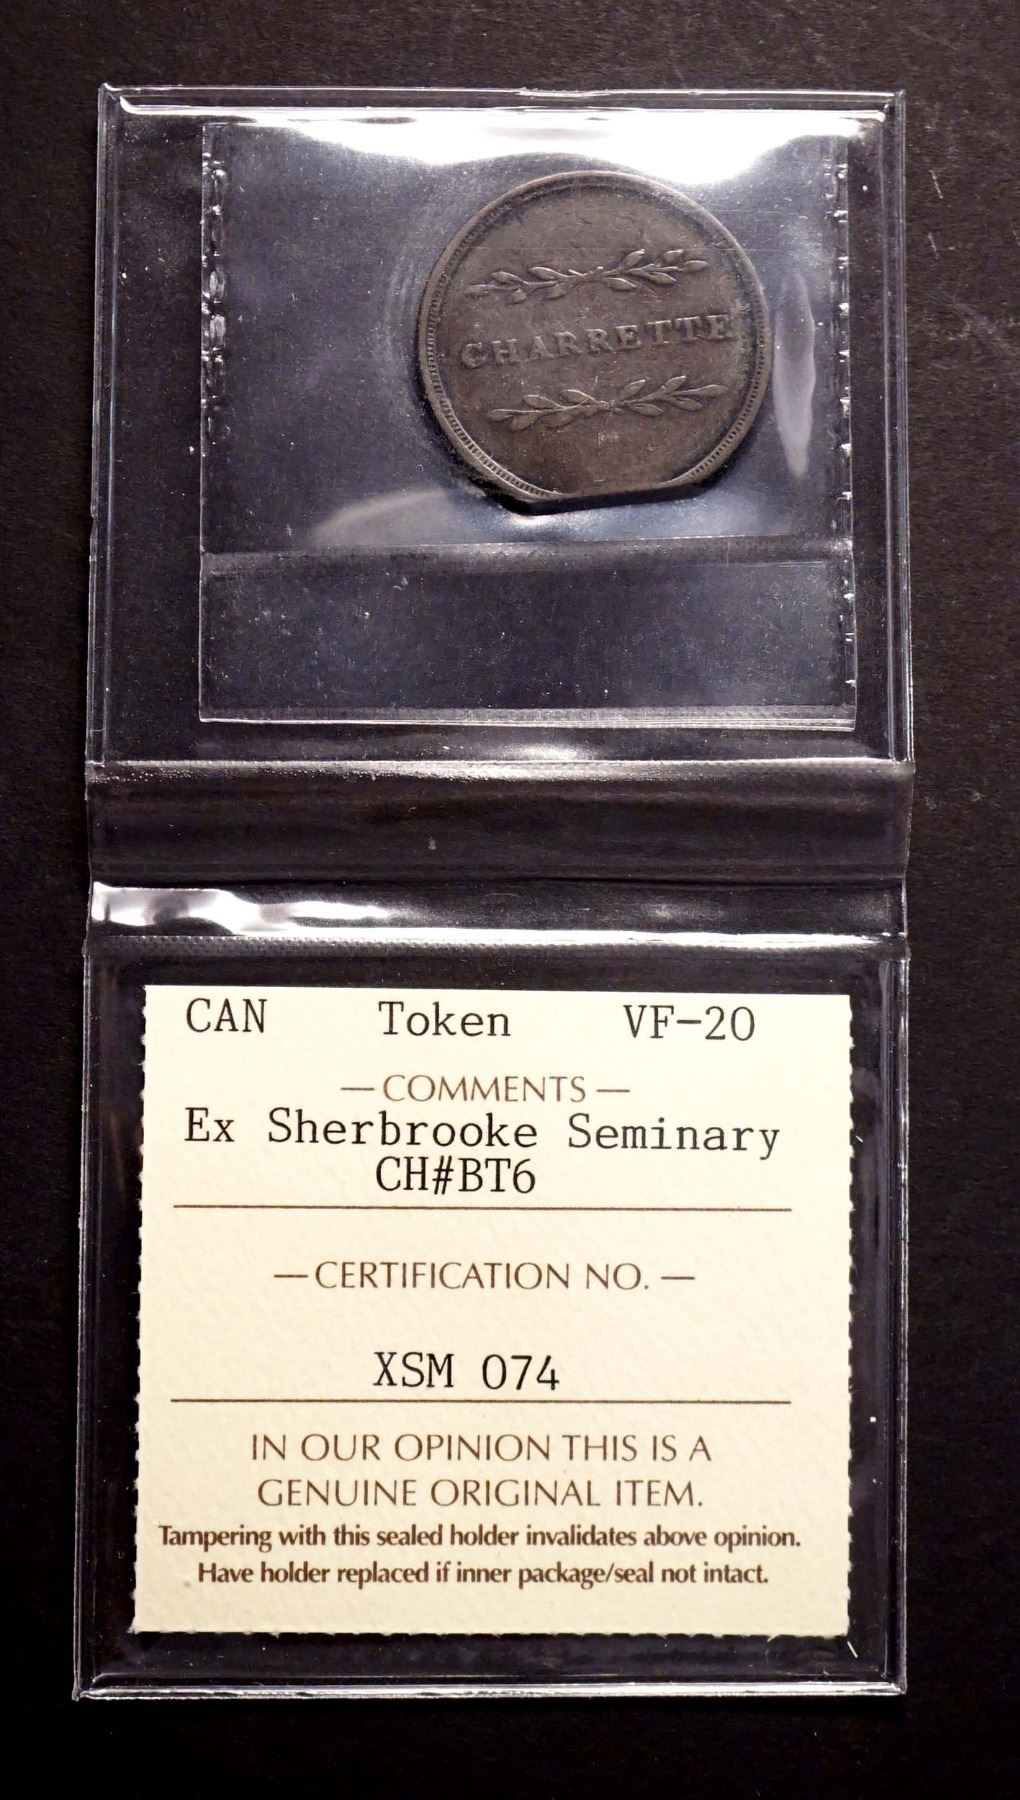 CHARRETTE
CAN Token VF-20
— COMMENTS —
Ex Sherbrooke Seminary
CH#BT6
— CERTIFICATION NO. —
XSM 074
IN OUR OPINION THIS IS A
GENUINE ORIGINAL ITEM.
Tampering with this sealed holder invalidates above opinion.
Have holder replaced if inner package/seal not intact.